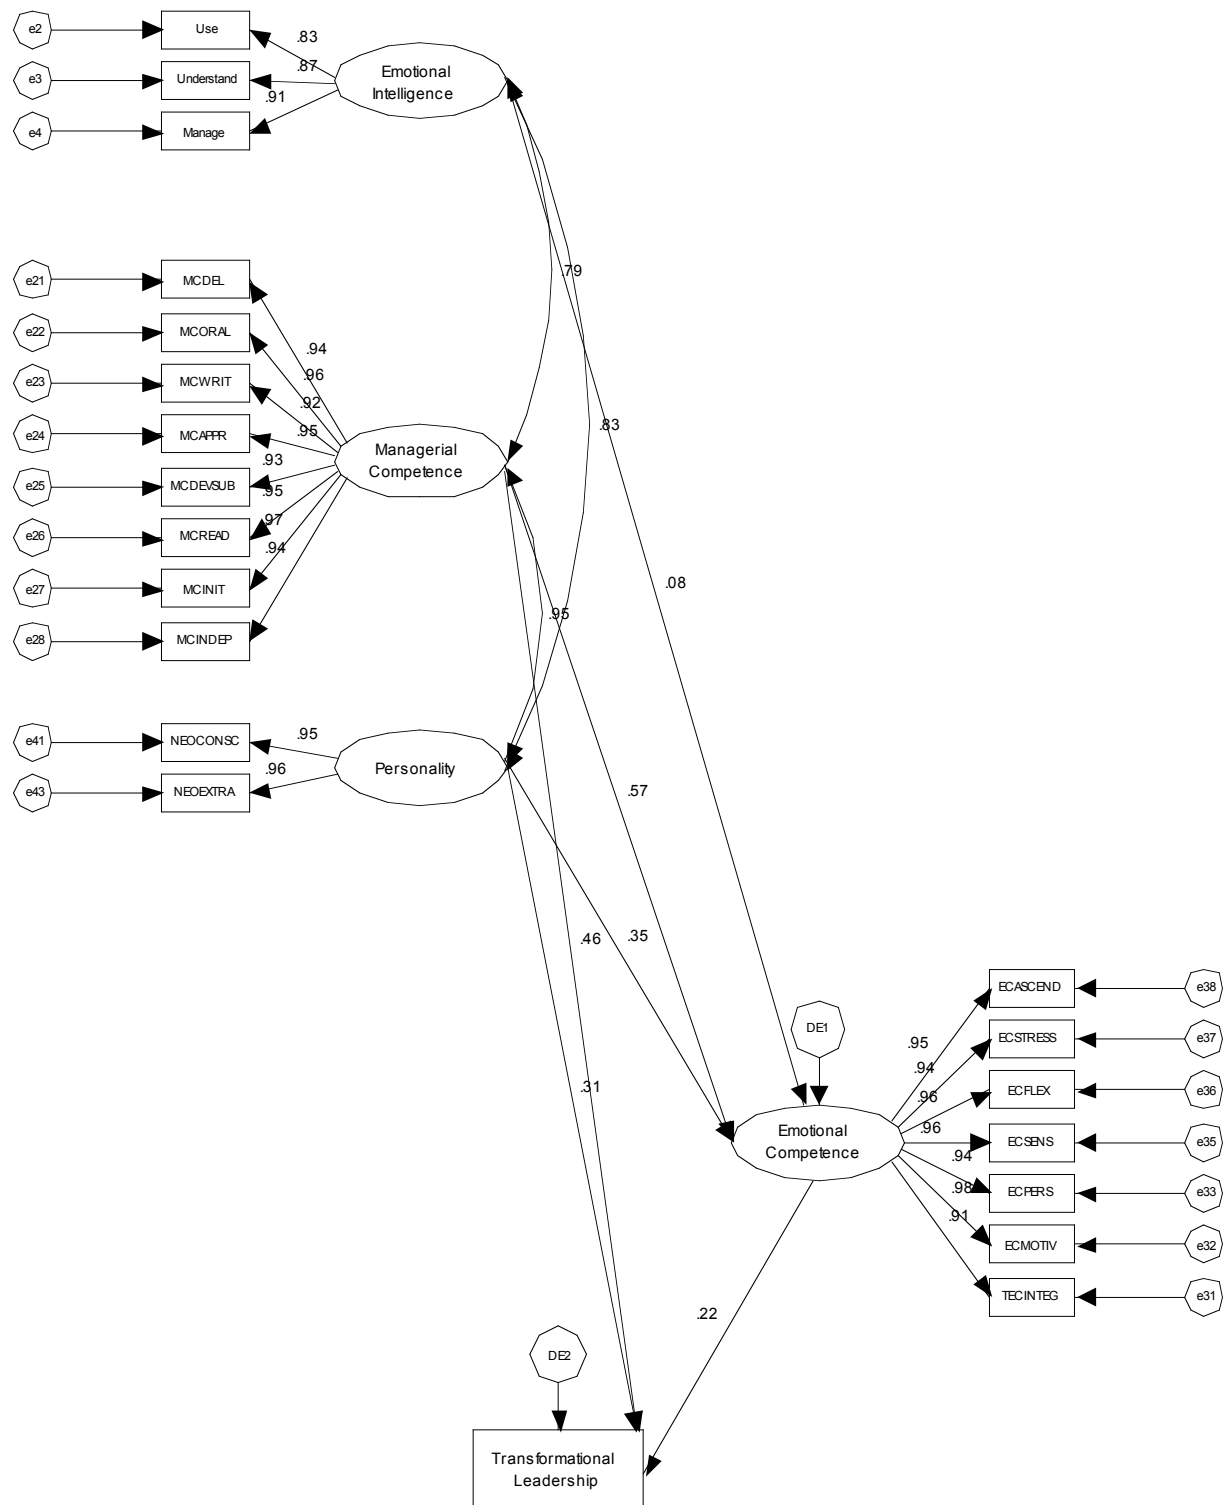 e2
Use
.83
e3
Understand
.87
Emotional
Intelligence
e4
Manage
.91
.79
e21
MCDEL
e22
MCORAL
.94
e23
MCWRIT
.96
.92
.83
e24
MCAPPR
.95
Managerial
Competence
e25
MCDEVSUB
.93
.95
e26
MCREAD
.97
e27
MCINIT
.94
.08
e28
MCINDEP
.95
e41
NEOCONSC
.95
e43
NEOEXTRA
.96
Personality
.57
.46
.35
ECASCEND
e38
DE1
.95
ECSTRESS
e37
.94
.31
.96
ECFLEX
e36
.96
Emotional
Competence
ECSENS
e35
.94
ECPERS
e33
.98
.91
ECMOTIV
e32
TECINTEG
e31
.22
DE2
Transformational
Leadership